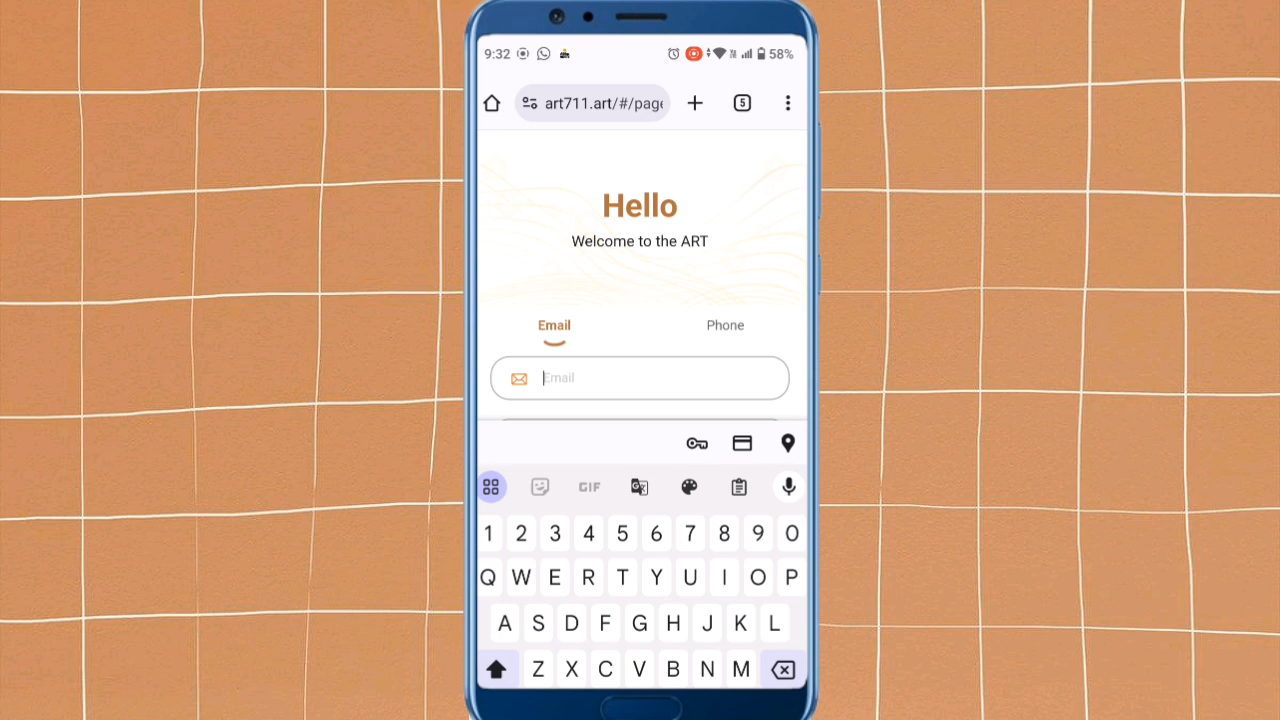 9:32 58%
art711.art/#/page 5
Hello
Welcome to the ART
Email Phone
Email
GIF
1 2 3 4 5 6 7 8 9 0
Q W E R T Y U I O P
A S D F G H J K L
Z X C V B N M